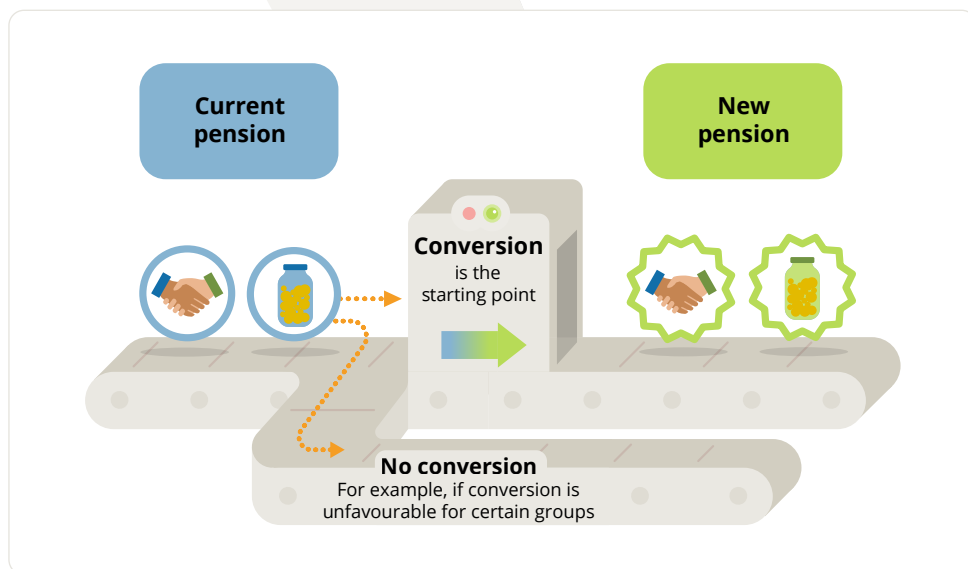 Current
pension
New
pension
Conversion
is the
starting point
No conversion
For example, if conversion is
unfavourable for certain groups